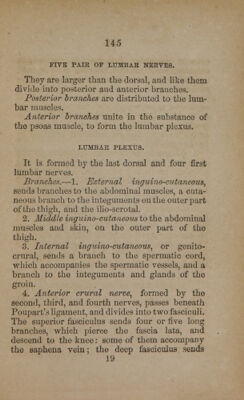 145
FIVE PAIR OF LUMBAR NERVES.
They are larger than the dorsal, and like them
divide into posterior and anterior branches.
Posterior branches are distributed to the lum-
bar muscles.
Anterior branches unite in the substance of
the psoas muscle, to form the lumbar plexus.
LUMBAR PLEXUS.
It is formed by the last dorsal and four first
lumbar nerves.
Branches.—1. External inguino-cutaneous,
sends branches to the abdominal muscles, a cuta-
neous branch to the integuments on the outer part
of the thigh, and the ilio-scrotal.
2. Middle inguino-cutaneous to the abdominal
muscles and skin, on the outer part of the
thigh.
3. Internal inguino-cutaneous, or genito-
crural, sends a branch to the spermatic cord,
which accompanies the spermatic vessels, and a
branch to the integuments and glands of the
groin.
4. Anterior crural nerve, formed by the
second, third, and fourth nerves, passes beneath
Poupart's ligament, and divides into two fasciculi.
The superior fasciculus sends four or five long
branches, which pierce the fascia lata, and
descend to the knee: some of them accompany
the saphena vein; the deep fasciculus sends
19